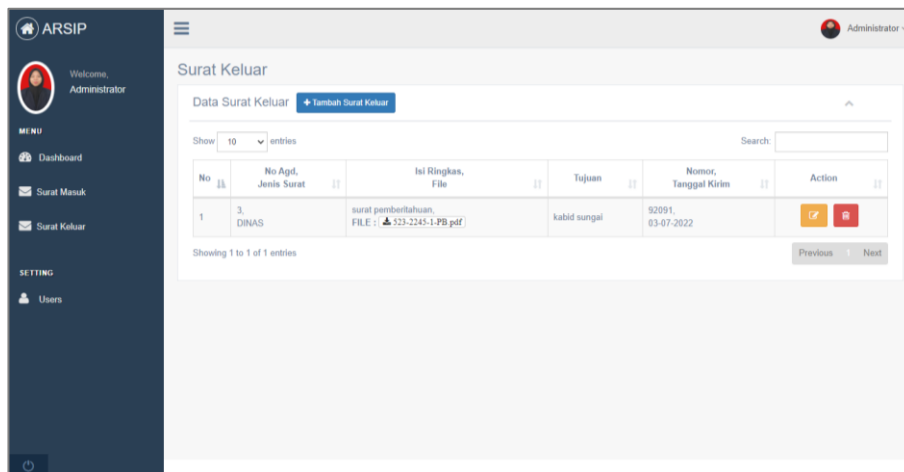 ARSIP
Administrator
Welcome,
Administrator
MENU
Dashboard
Surat Masuk
Surat Keluar
SETTING
Users
Surat Keluar
Data Surat Keluar
+ Tambah Surat Keluar
Show 10 entries
Search:
No
No Agd,
Jenis Surat
Isi Ringkas,
File
Tujuan
Nomor,
Tanggal Kirim
Action
1
3,
DINAS
surat pemberitahuan,
FILE : 523-2245-1-PB.pdf
kabid sungai
92091,
03-07-2022
Showing 1 to 1 of 1 entries
Previous 1 Next